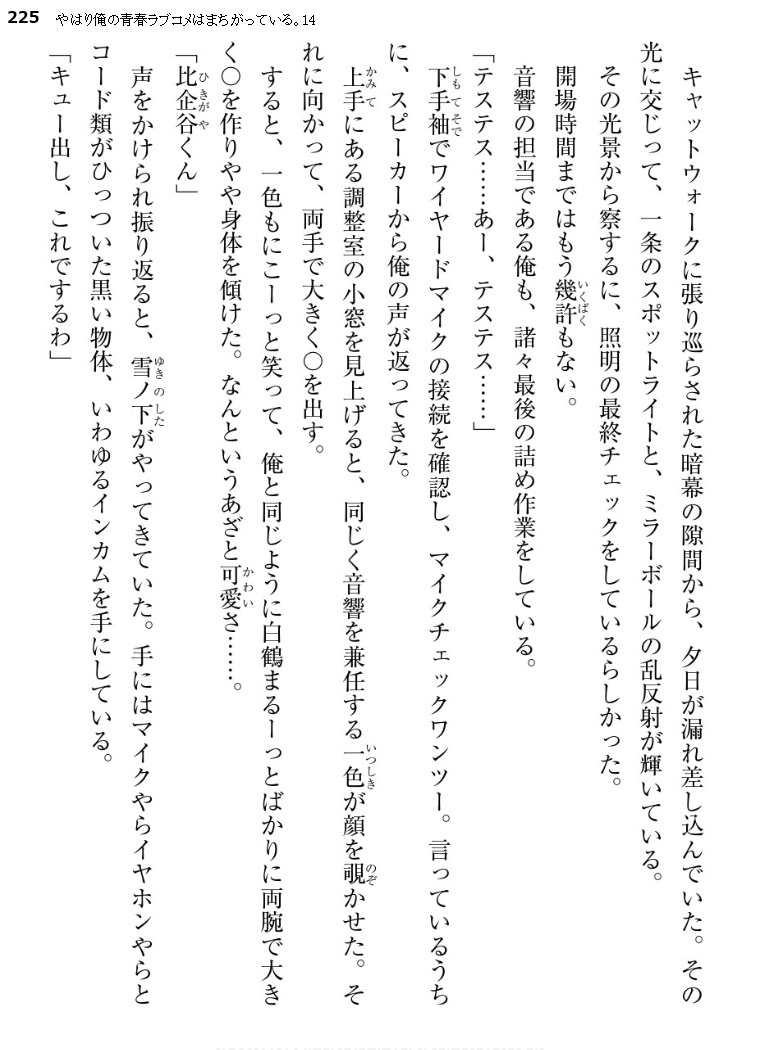 225 やはり俺の青春ラブコメはまちがっている。14
キャットウォークに張り巡らされた暗幕の隙間から、夕日が漏れ差し込んでいた。その
光に交じって、一条のスポットライトと、ミラーボールの乱反射が輝いている。
その光景から察するに、照明の最終チェックをしているらしかった。
開場時間まではもう幾許もない。
音響の担当である俺も、諸々最後の詰め作業をしている。
「テステス……あー、テステス……」
下手袖でワイヤードマイクの接続を確認し、マイクチェックワンツー。言っているうち
に、スピーカーから俺の声が返ってきた。
上手にある調整室の小窓を見上げると、同じく音響を兼任する一色が顔を覗かせた。そ
れに向かって、両手で大きく○を出す。
すると、一色もにこーっと笑って、俺と同じように白鶴まるーっとばかりに両腕で大き
く○を作りやや身体を傾けた。なんというあざと可愛さ……。
「比企谷くん」
声をかけられ振り返ると、雪ノ下がやってきていた。手にはマイクやらイヤホンやらと
コード類がひっついた黒い物体、いわゆるインカムを手にしている。
「キュー出し、これでするわ」